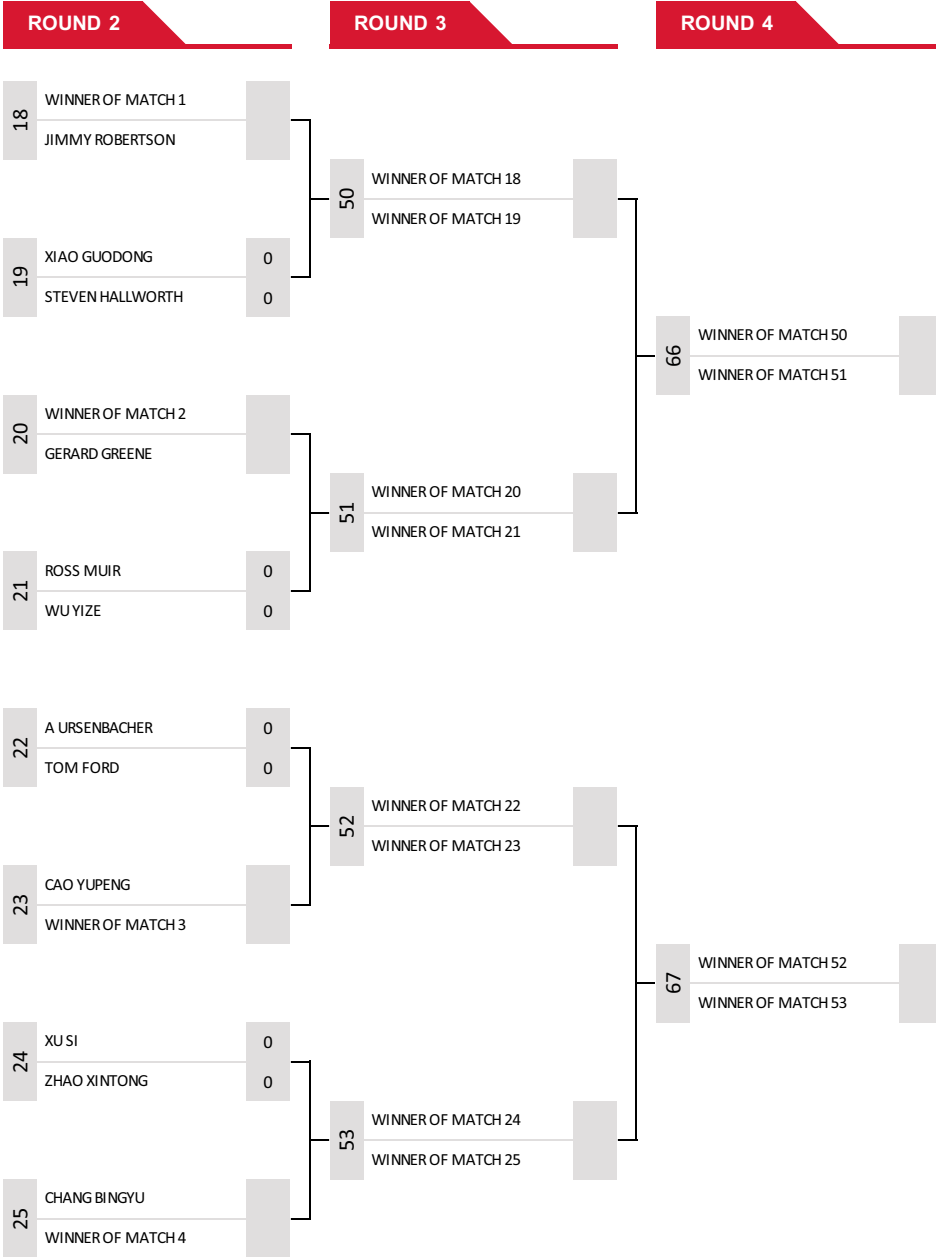 ROUND 2
ROUND 3
ROUND 4
18
WINNER OF MATCH 1
JIMMY ROBERTSON
19
XIAO GUODONG 0
STEVEN HALLWORTH 0
20
WINNER OF MATCH 2
GERARD GREENE
21
ROSS MUIR 0
WU YIZE 0
22
A URSENBACHER 0
TOM FORD 0
23
CAO YUPENG
WINNER OF MATCH 3
24
XU SI 0
ZHAO XINTONG 0
25
CHANG BINGYU
WINNER OF MATCH 4
50
WINNER OF MATCH 18
WINNER OF MATCH 19
51
WINNER OF MATCH 20
WINNER OF MATCH 21
52
WINNER OF MATCH 22
WINNER OF MATCH 23
53
WINNER OF MATCH 24
WINNER OF MATCH 25
66
WINNER OF MATCH 50
WINNER OF MATCH 51
67
WINNER OF MATCH 52
WINNER OF MATCH 53